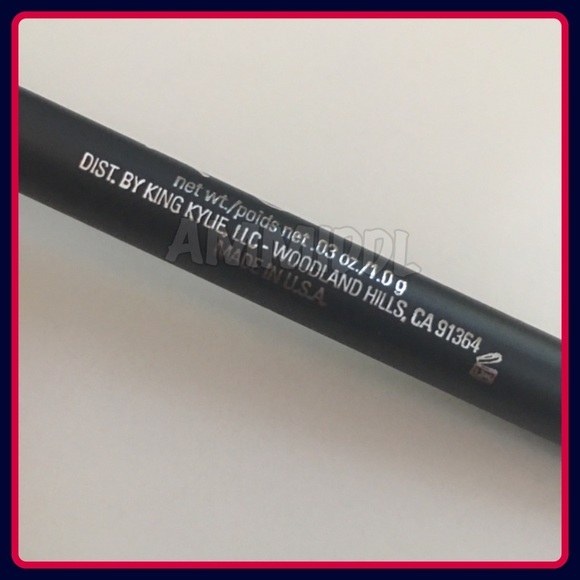 net wt./poids net .03 oz./1.0 g
DIST. BY KING KYLIE, LLC - WOODLAND HILLS, CA 91364
MADE IN U.S.A.